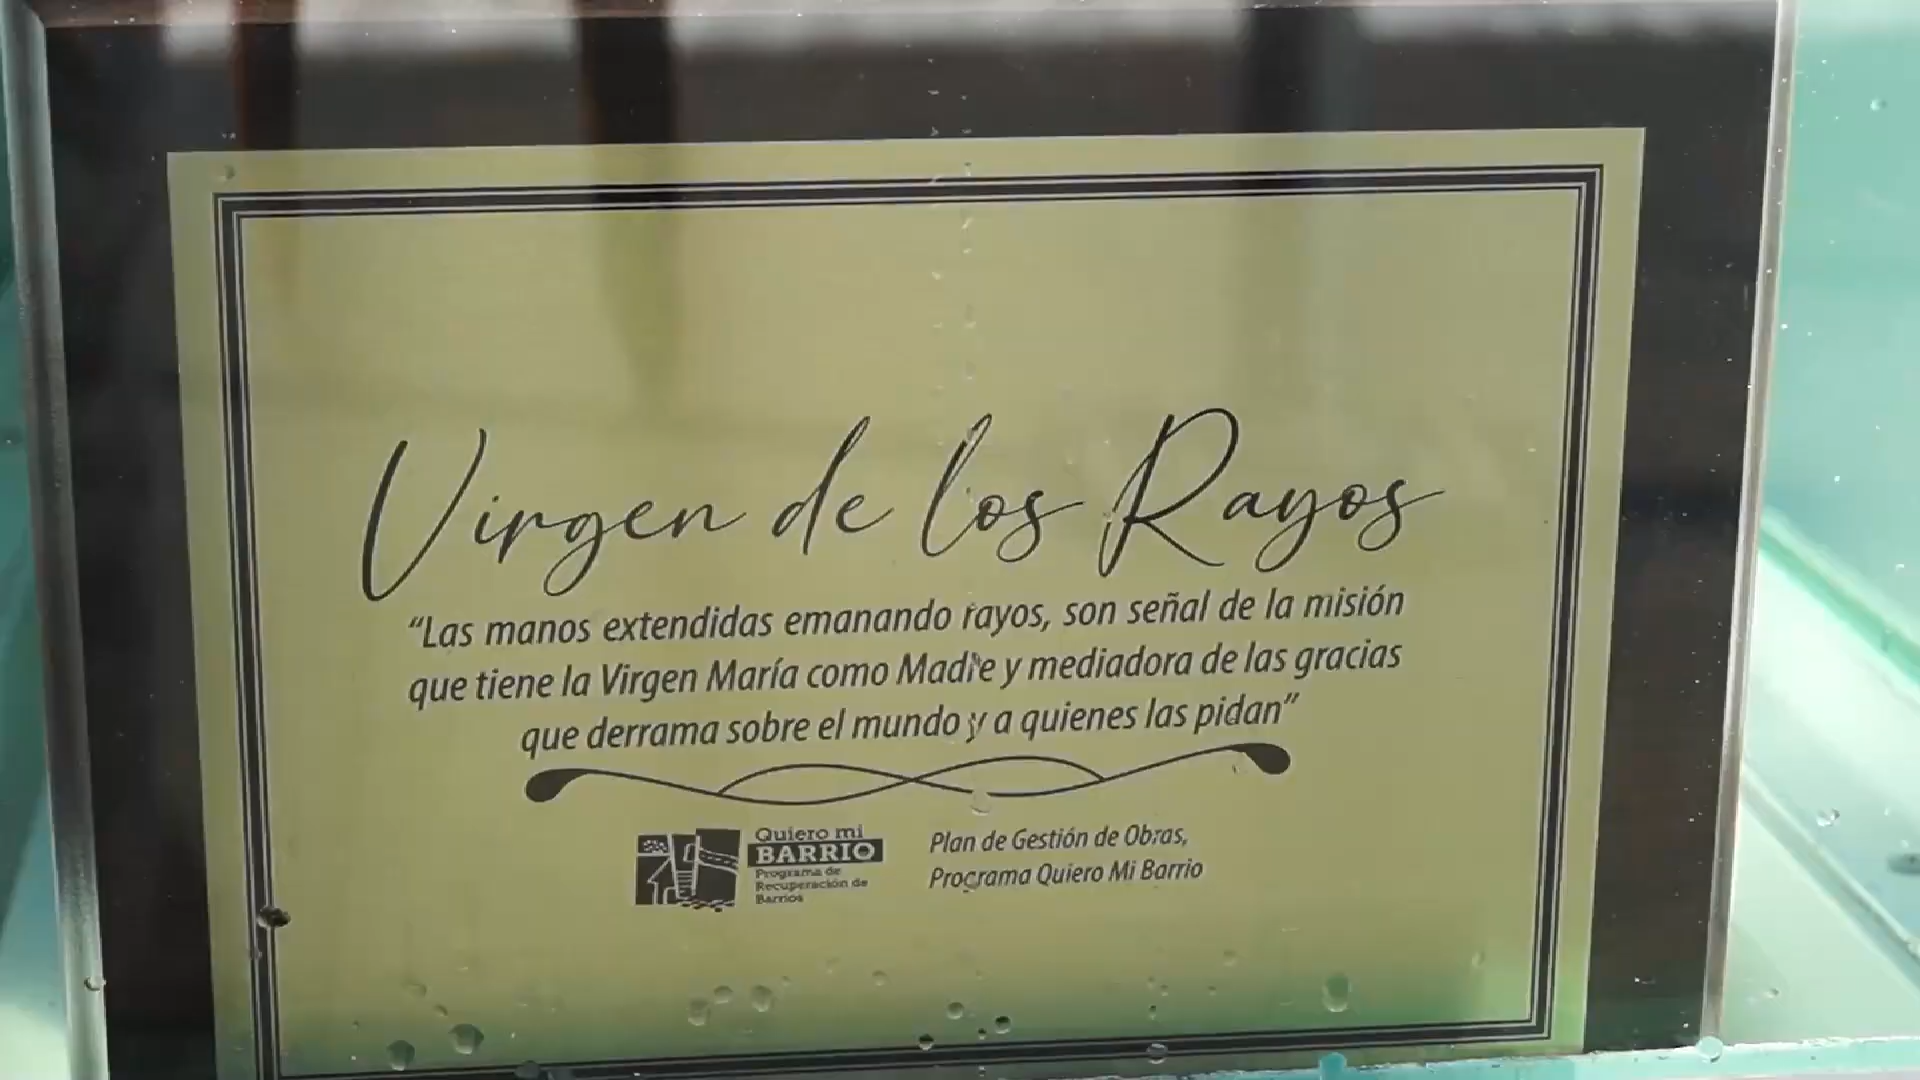 Virgen de los Rayos
“Las manos extendidas emanando rayos, son señal de la misión
que tiene la Virgen María como Madre y mediadora de las gracias
que derrama sobre el mundo y a quienes las pidan”
Quiero mi
BARRIO
Programa de
Recuperación de
Barrios
Plan de Gestión de Obras,
Programa Quiero Mi Barrio